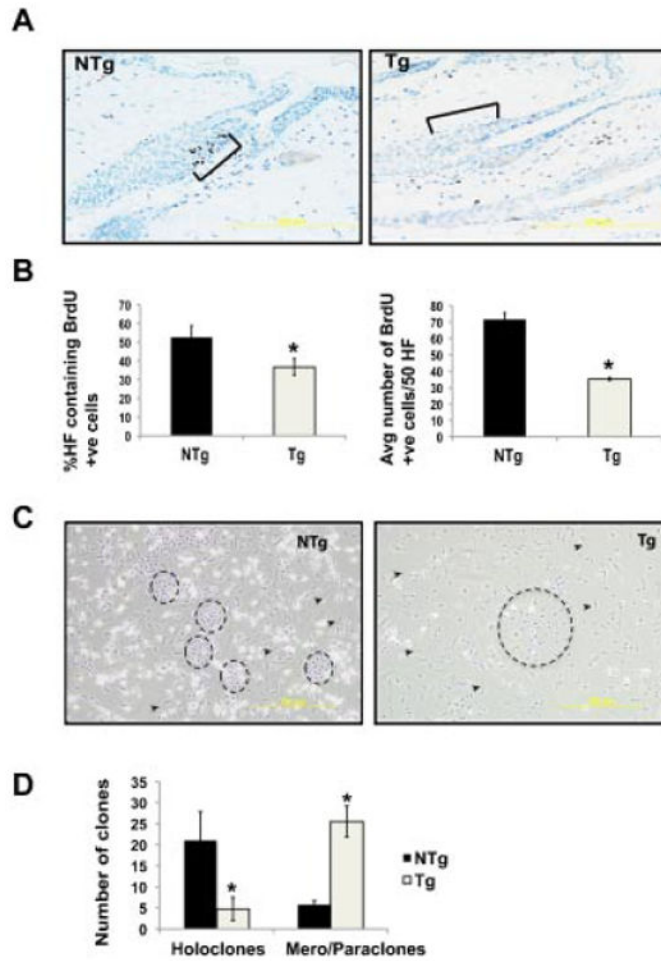 A
NTg
Tg
B
%HF containing BrdU
+ve cells
70
60
50
40
30
20
10
0
NTg
Tg
*
Avg number of BrdU
+ve cells/50 HF
80
70
60
50
40
30
20
10
0
NTg
Tg
*
C
NTg
Tg
D
Number of clones
35
30
25
20
15
10
5
0
*
*
Holoclones
Mero/Paraclones
NTg
Tg